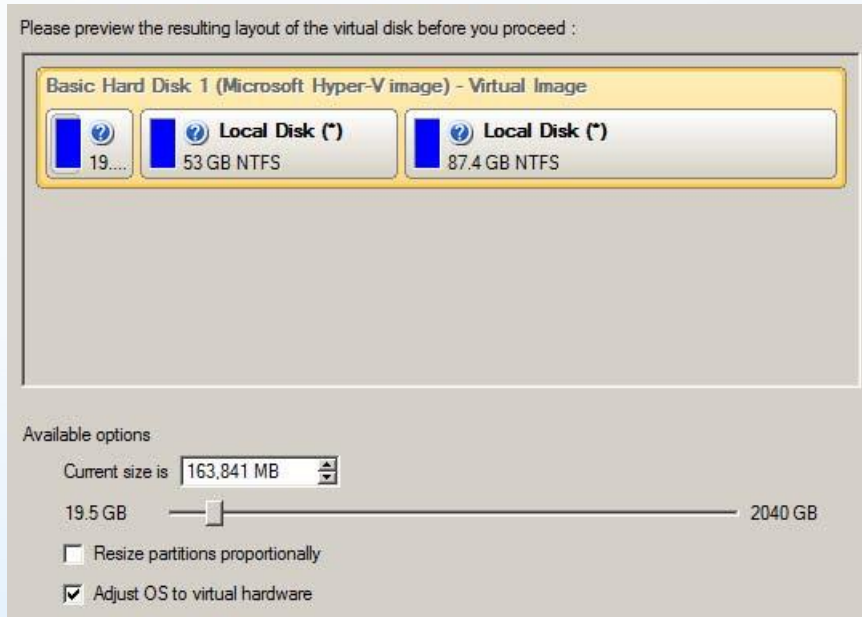 Please preview the resulting layout of the virtual disk before you proceed :
Basic Hard Disk 1 (Microsoft Hyper-V image) - Virtual Image
19....
Local Disk (*)
53 GB NTFS
Local Disk (*)
87.4 GB NTFS
Available options
Current size is 163,841 MB
19.5 GB 2040 GB
Resize partitions proportionally
Adjust OS to virtual hardware